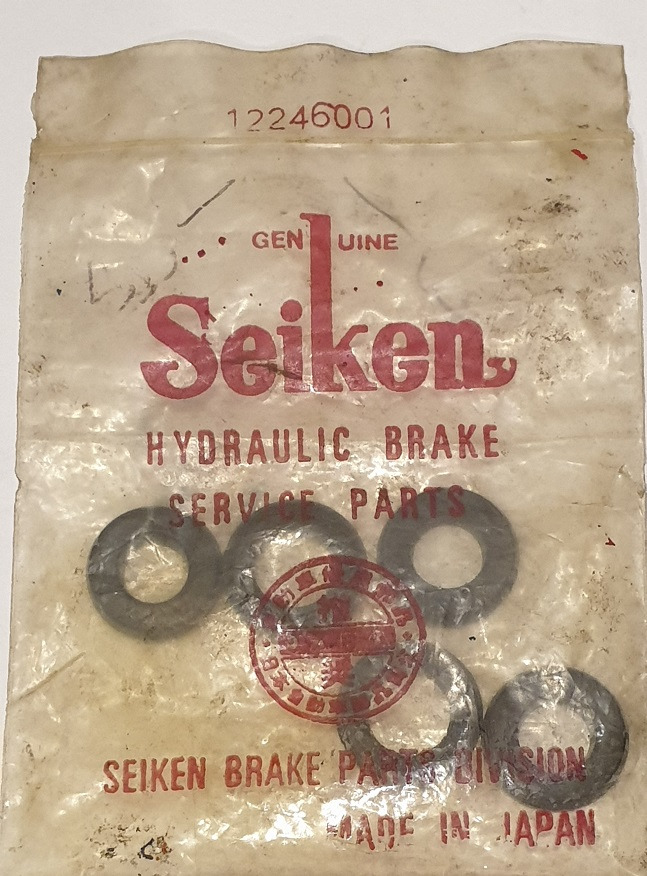 12246001
GENUINE
Seiken
HYDRAULIC BRAKE
SERVICE PARTS
SEIKEN BRAKE PARTS DIVISION
MADE IN JAPAN